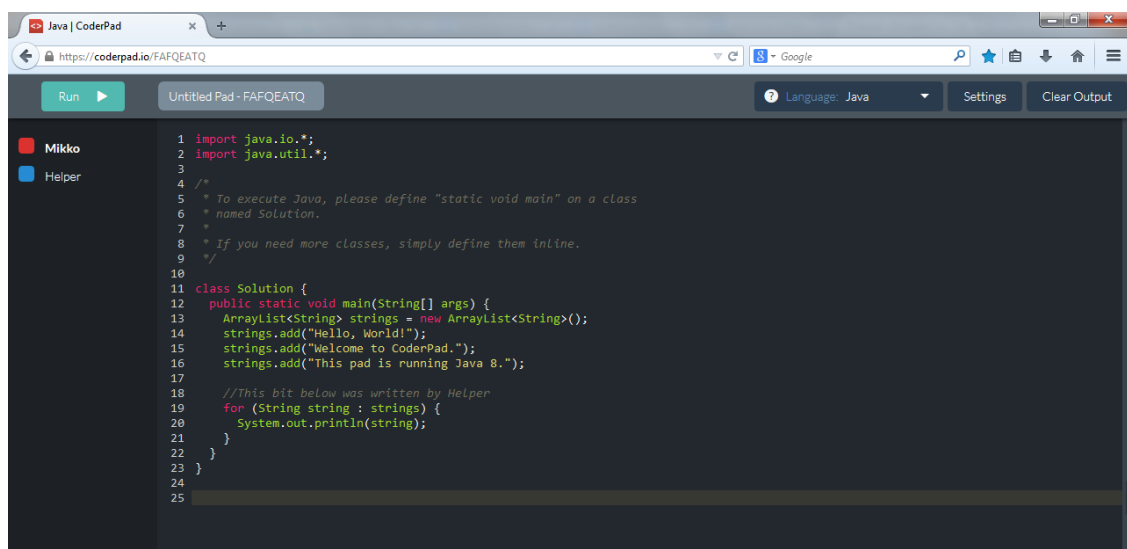 Java | CoderPad × +
https://coderpad.io/FAFQEATQ 8 Google
Run Untitled Pad - FAFQEATQ ? Language: Java Settings Clear Output
Mikko
Helper
1 import java.io.*;
2 import java.util.*;
3
4 /*
5  * To execute Java, please define "static void main" on a class
6  * named Solution.
7  *
8  * If you need more classes, simply define them inline.
9  */
10
11 class Solution {
12   public static void main(String[] args) {
13     ArrayList<String> strings = new ArrayList<String>();
14     strings.add("Hello, World!");
15     strings.add("Welcome to CoderPad.");
16     strings.add("This pad is running Java 8.");
17
18     //This bit below was written by Helper
19     for (String string : strings) {
20       System.out.println(string);
21     }
22   }
23 }
24
25